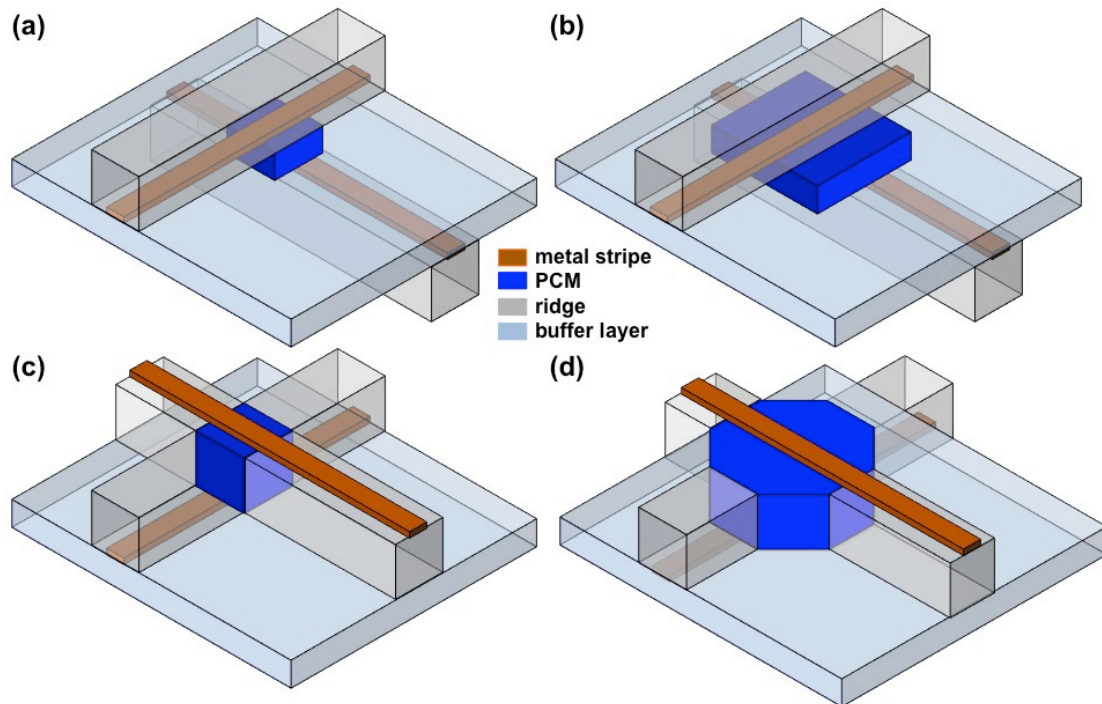 (a)
(b)
metal stripe
PCM
ridge
buffer layer
(c)
(d)